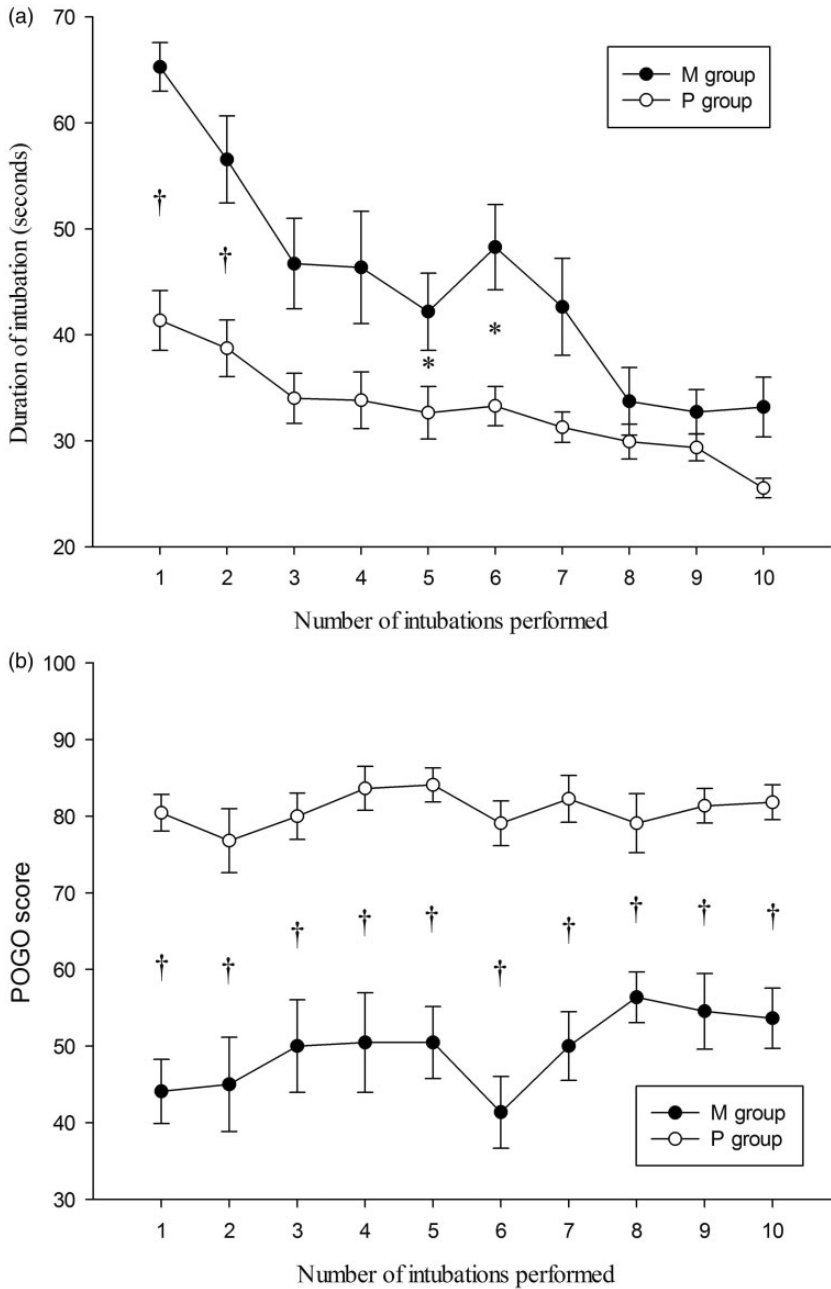 (a)
70
60
50
40
30
20
Duration of intubation (seconds)
M group
P group
†
†
*
*
1 2 3 4 5 6 7 8 9 10
Number of intubations performed
(b)
100
90
80
70
60
50
40
30
POGO score
† † † † † † † † † †
M group
P group
1 2 3 4 5 6 7 8 9 10
Number of intubations performed